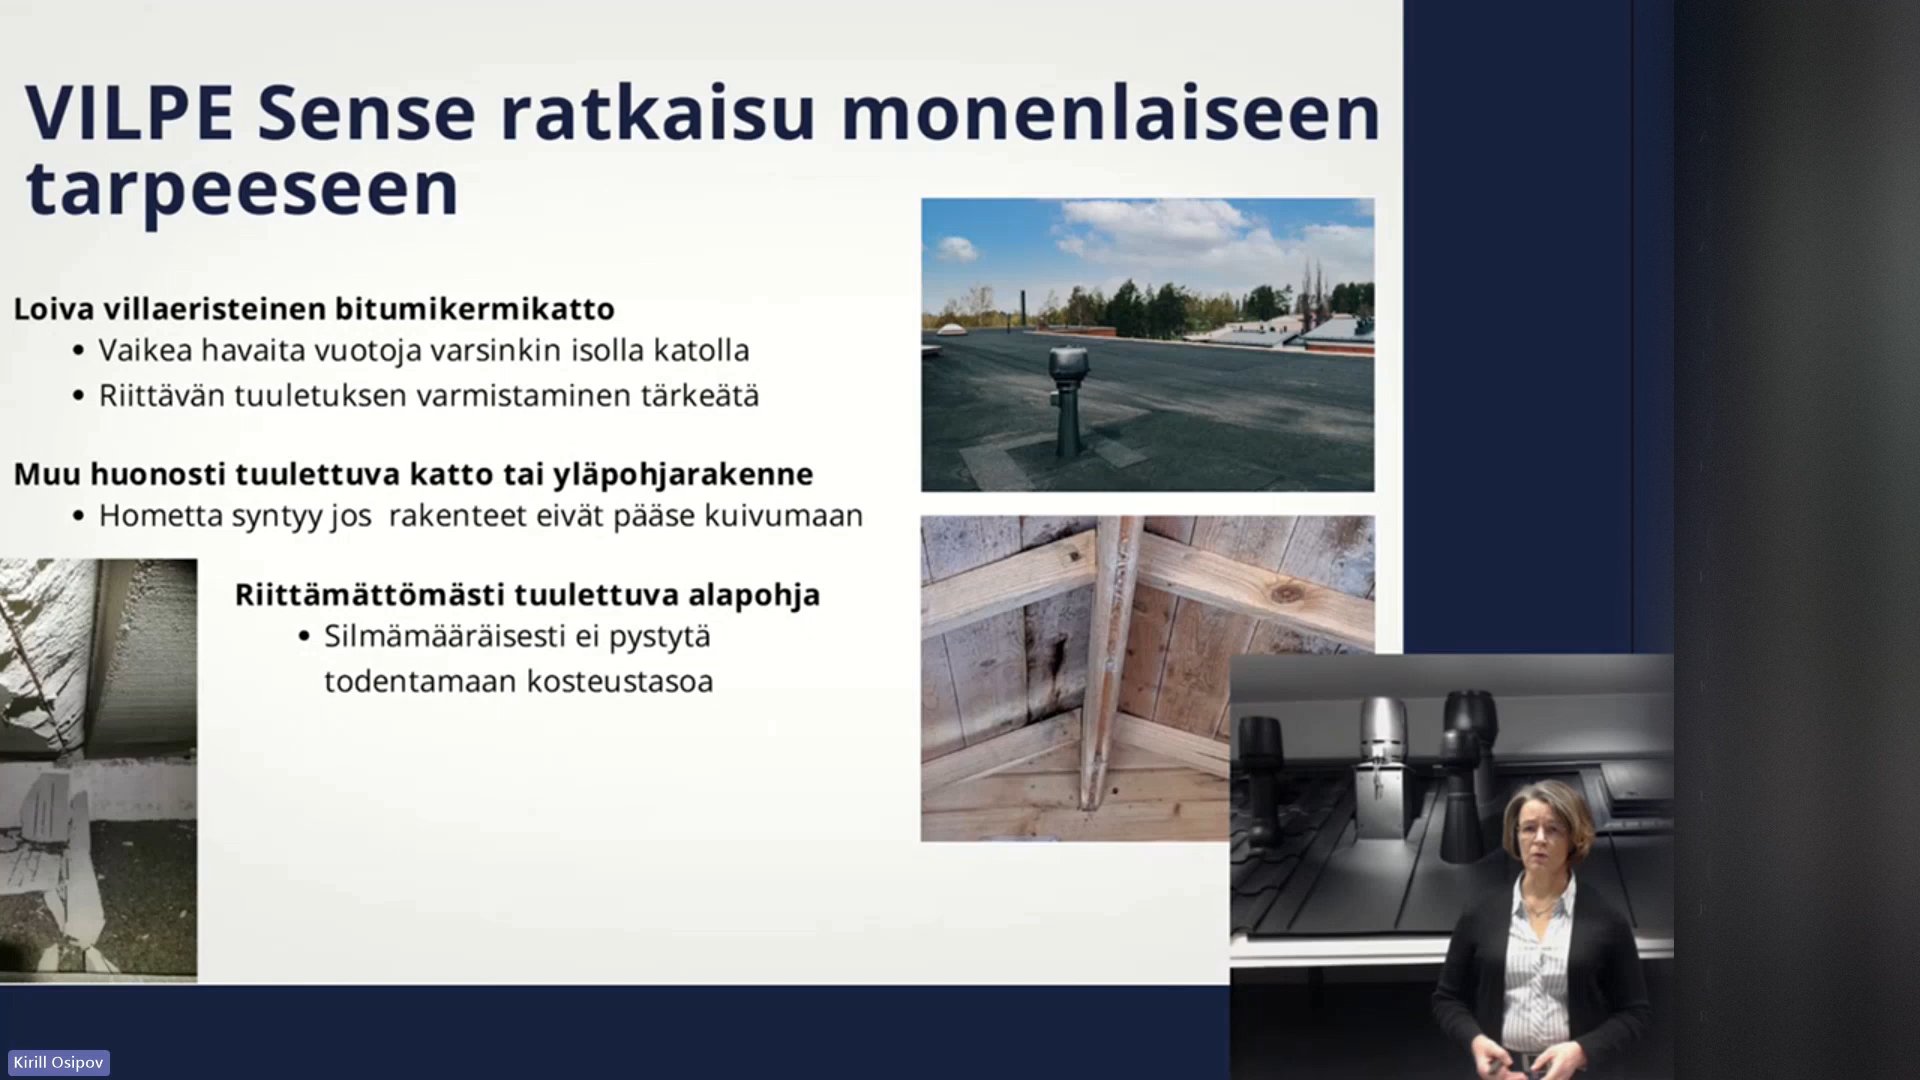 VILPE Sense ratkaisu monenlaiseen
tarpeeseen
Loiva villaeristeinen bitumikermikatto
• Vaikea havaita vuotoja varsinkin isolla katolla
• Riittävän tuuletuksen varmistaminen tärkeätä
Muu huonosti tuulettuva katto tai yläpohjarakenne
• Hometta syntyy jos rakenteet eivät pääse kuivumaan
Riittämättömästi tuulettuva alapohja
• Silmämääräisesti ei pystytä
todentamaan kosteustasoa
Kirill Osipov